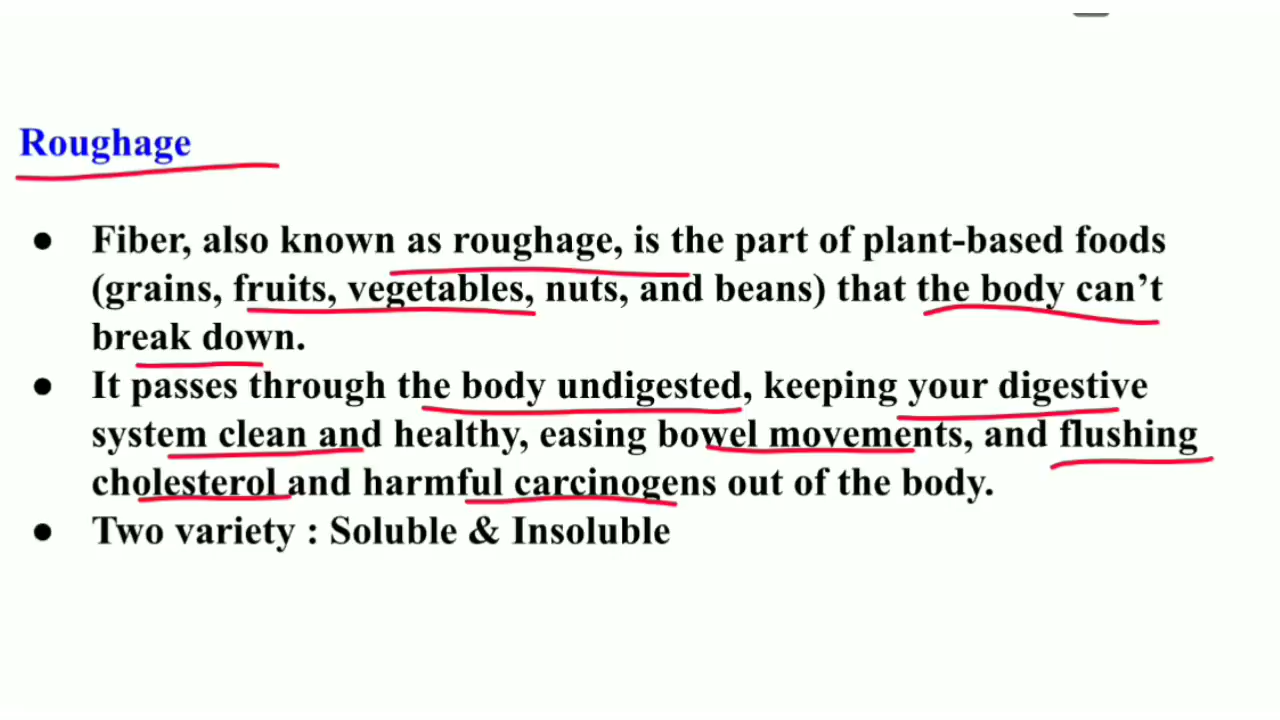 Roughage
● Fiber, also known as roughage, is the part of plant-based foods
(grains, fruits, vegetables, nuts, and beans) that the body can’t
break down.
● It passes through the body undigested, keeping your digestive
system clean and healthy, easing bowel movements, and flushing
cholesterol and harmful carcinogens out of the body.
● Two variety : Soluble & Insoluble